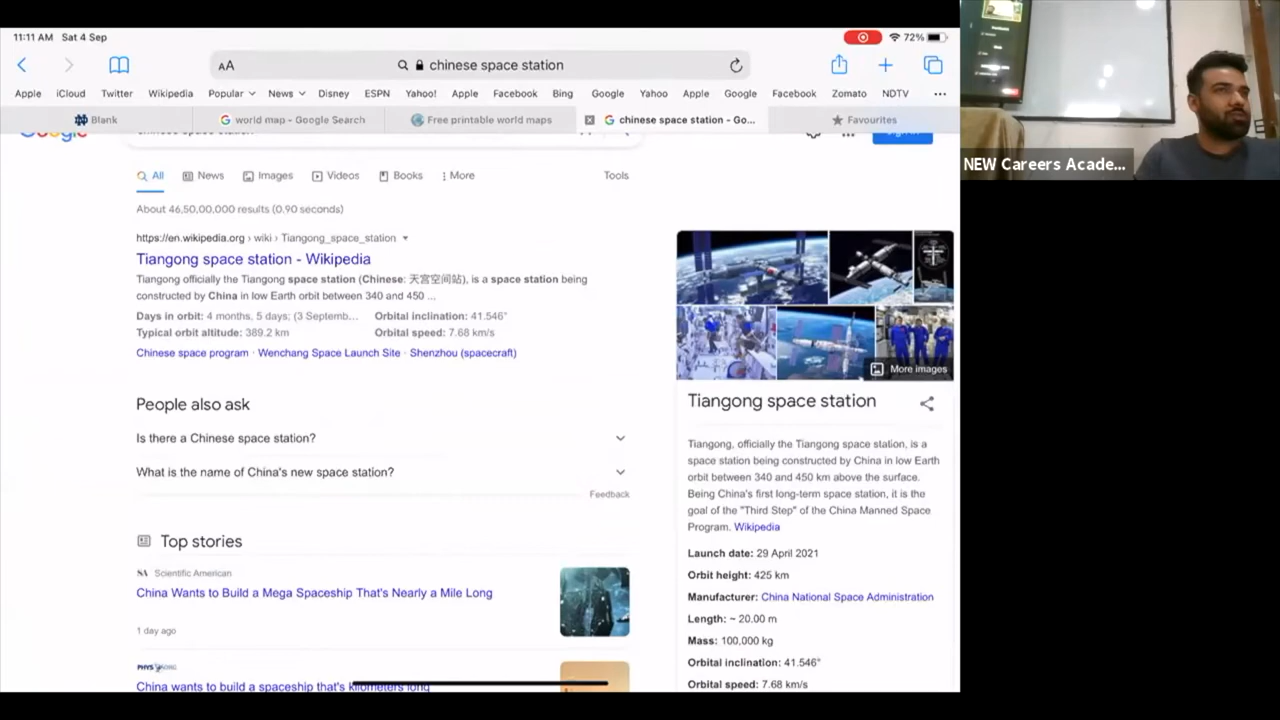 11:11 AM Sat 4 Sep
72%
AA
chinese space station
Apple iCloud Twitter Wikipedia Popular News Disney ESPN Yahoo! Apple Facebook Bing Google Yahoo Apple Google Facebook Zomato NDTV
Blank
world map - Google Search
Free printable world maps
chinese space station - Go...
Favourites
NEW Careers Acade...
All News Images Videos Books More Tools
About 46,50,00,000 results (0.90 seconds)
https://en.wikipedia.org › wiki › Tiangong_space_station
Tiangong space station - Wikipedia
Tiangong officially the Tiangong space station (Chinese: 天宫空间站), is a space station being
constructed by China in low Earth orbit between 340 and 450 ...
Days in orbit: 4 months, 5 days; (3 Septemb... Orbital inclination: 41.546°
Typical orbital altitude: 389.2 km Orbital speed: 7.68 km/s
Chinese space program · Wenchang Space Launch Site · Shenzhou (spacecraft)
People also ask
Is there a Chinese space station?
What is the name of China's new space station?
Feedback
Top stories
SA Scientific American
China Wants to Build a Mega Spaceship That's Nearly a Mile Long
1 day ago
China wants to build a spaceship that's kilometers long
More images
Tiangong space station
Tiangong, officially the Tiangong space station, is a
space station being constructed by China in low Earth
orbit between 340 and 450 km above the surface.
Being China's first long-term space station, it is the
goal of the "Third Step" of the China Manned Space
Program. Wikipedia
Launch date: 29 April 2021
Orbit height: 425 km
Manufacturer: China National Space Administration
Length: ~ 20.00 m
Mass: 100,000 kg
Orbital inclination: 41.546°
Orbital speed: 7.68 km/s